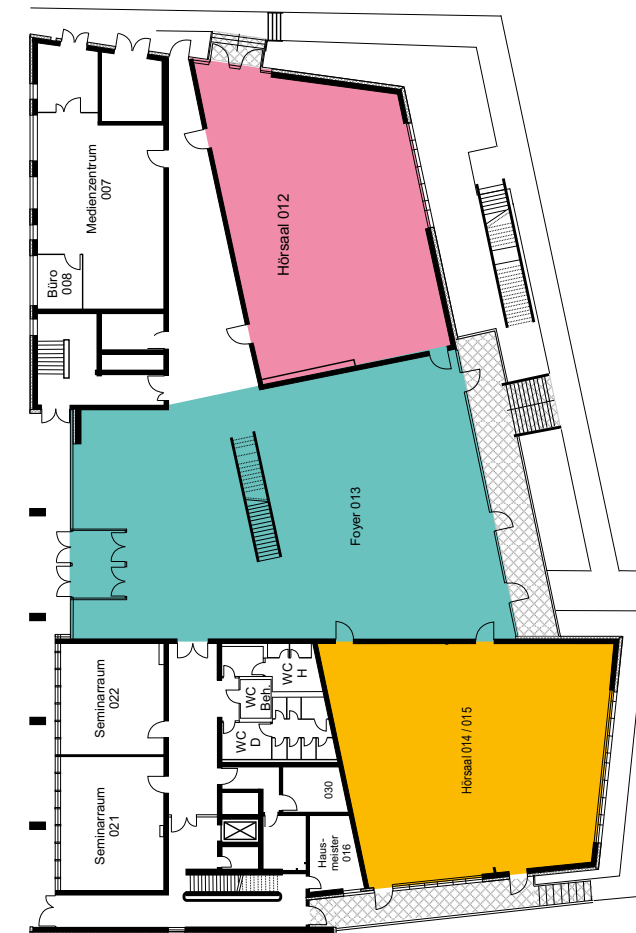 Medienzentrum
007
Büro
008
Hörsaal 012
Foyer 013
Seminarraum
022
Seminarraum
021
WC
H
WC
Beh.
WC
D
030
Haus-
meister
016
Hörsaal 014 / 015